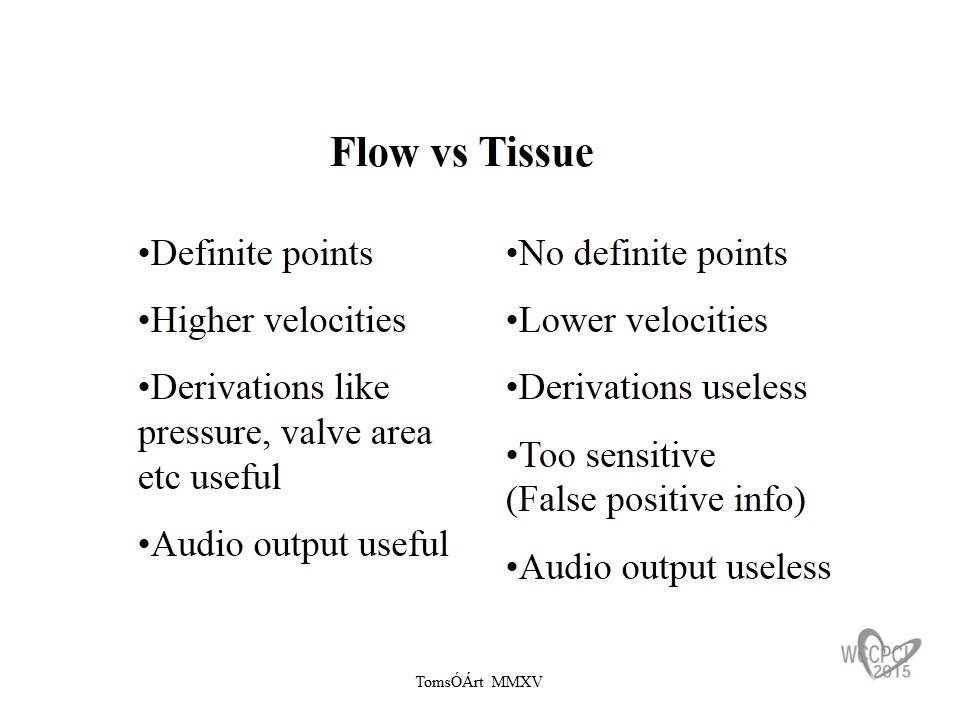 Flow vs Tissue
•Definite points
•Higher velocities
•Derivations like
pressure, valve area
etc useful
•Audio output useful
•No definite points
•Lower velocities
•Derivations useless
•Too sensitive
(False positive info)
•Audio output useless
WCCPCI
2015
TomsÓÁrt MMXV